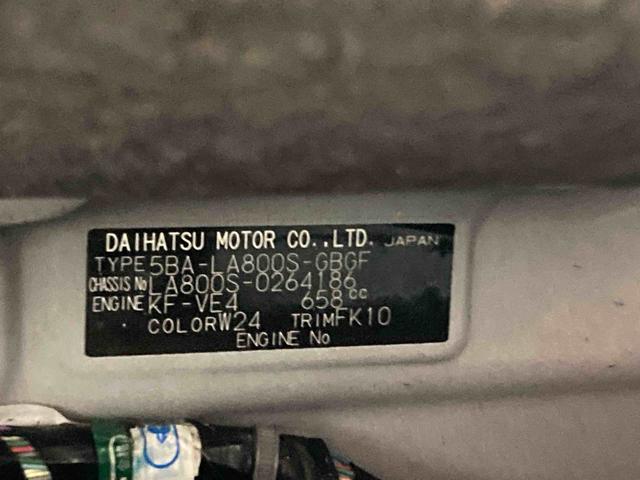 DAIHATSU MOTOR CO.,LTD. JAPAN
TYPE 5BA-LA800S-GBGF
CHASSIS No LA800S-0264186
ENGINE KF-VE4 658cc
COLOR W24 TRIM FK10
ENGINE No